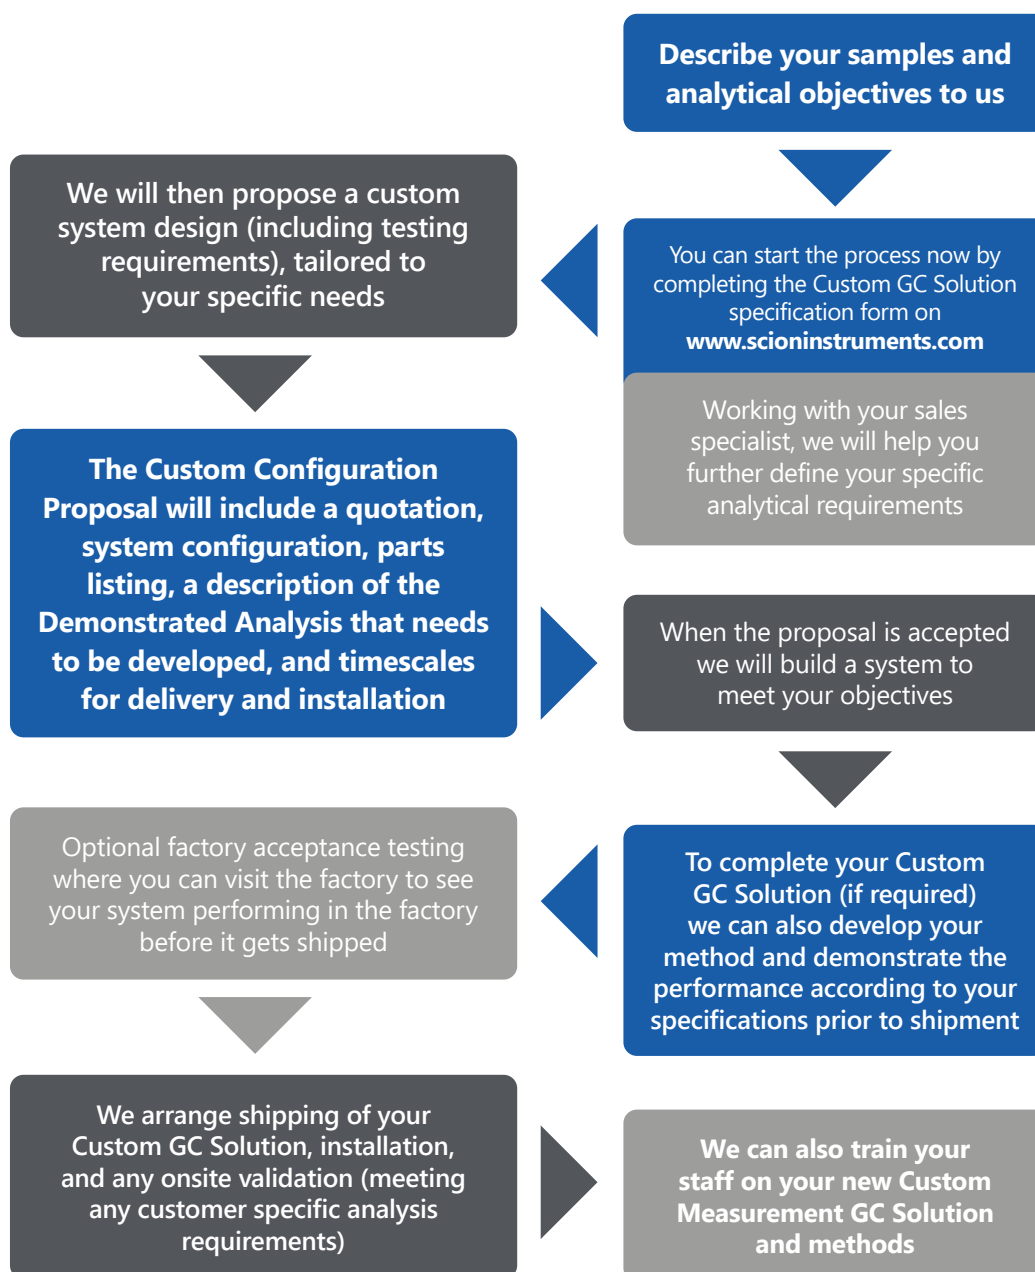 Describe your samples and
analytical objectives to us
You can start the process now by
completing the Custom GC Solution
specification form on
www.scioninstruments.com
Working with your sales
specialist, we will help you
further define your specific
analytical requirements
We will then propose a custom
system design (including testing
requirements), tailored to
your specific needs
The Custom Configuration
Proposal will include a quotation,
system configuration, parts
listing, a description of the
Demonstrated Analysis that needs
to be developed, and timescales
for delivery and installation
When the proposal is accepted
we will build a system to
meet your objectives
To complete your Custom
GC Solution (if required)
we can also develop your
method and demonstrate the
performance according to your
specifications prior to shipment
Optional factory acceptance testing
where you can visit the factory to see
your system performing in the factory
before it gets shipped
We arrange shipping of your
Custom GC Solution, installation,
and any onsite validation (meeting
any customer specific analysis
requirements)
We can also train your
staff on your new Custom
Measurement GC Solution
and methods